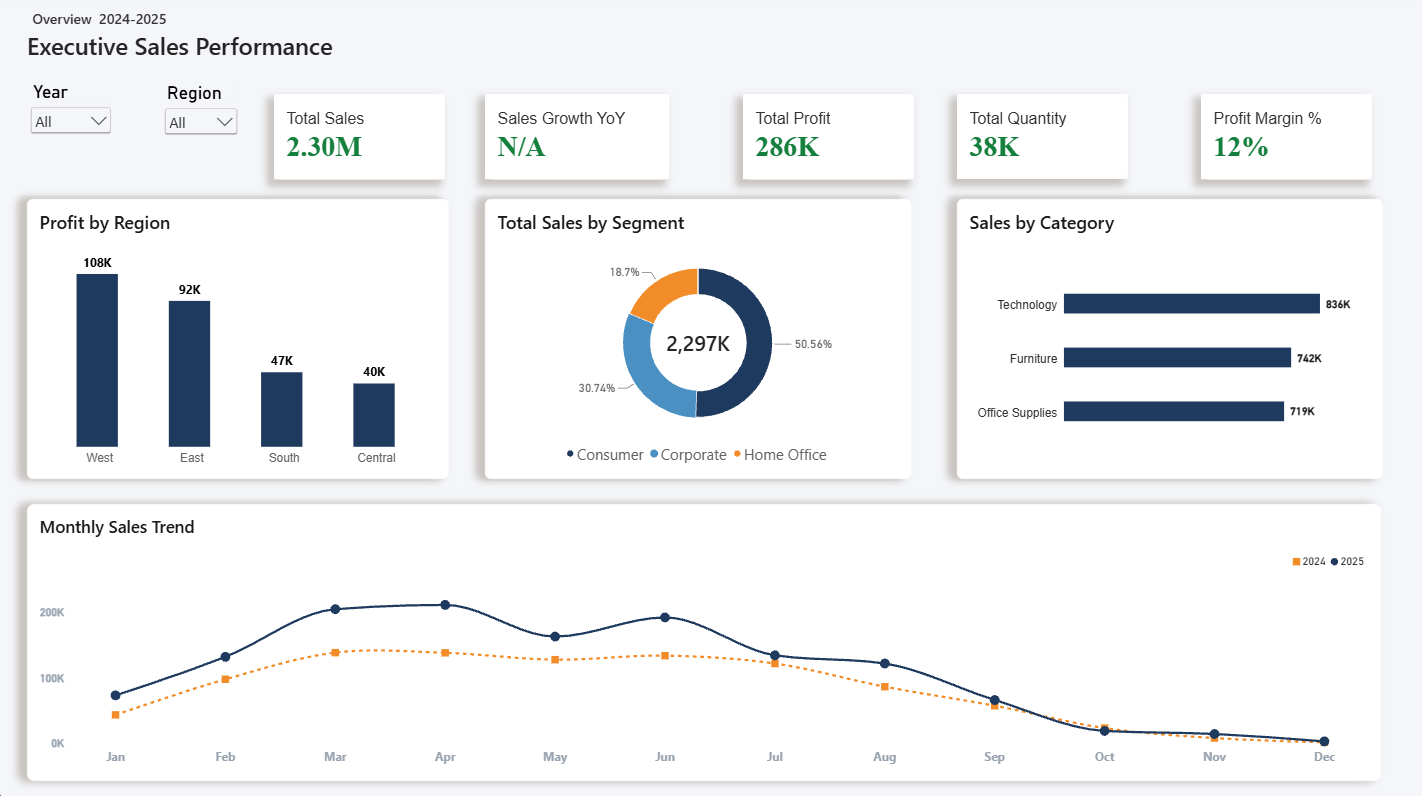 Overview 2024-2025
Executive Sales Performance
Year
All
Region
All
Total Sales
2.30M
Sales Growth YoY
N/A
Total Profit
286K
Total Quantity
38K
Profit Margin %
12%
Profit by Region
108K
92K
47K
40K
West East South Central
Total Sales by Segment
18.7%
2,297K
50.56%
30.74%
Consumer Corporate Home Office
Sales by Category
Technology 836K
Furniture 742K
Office Supplies 719K
Monthly Sales Trend
2024 2025
200K
100K
0K
Jan Feb Mar Apr May Jun Jul Aug Sep Oct Nov Dec